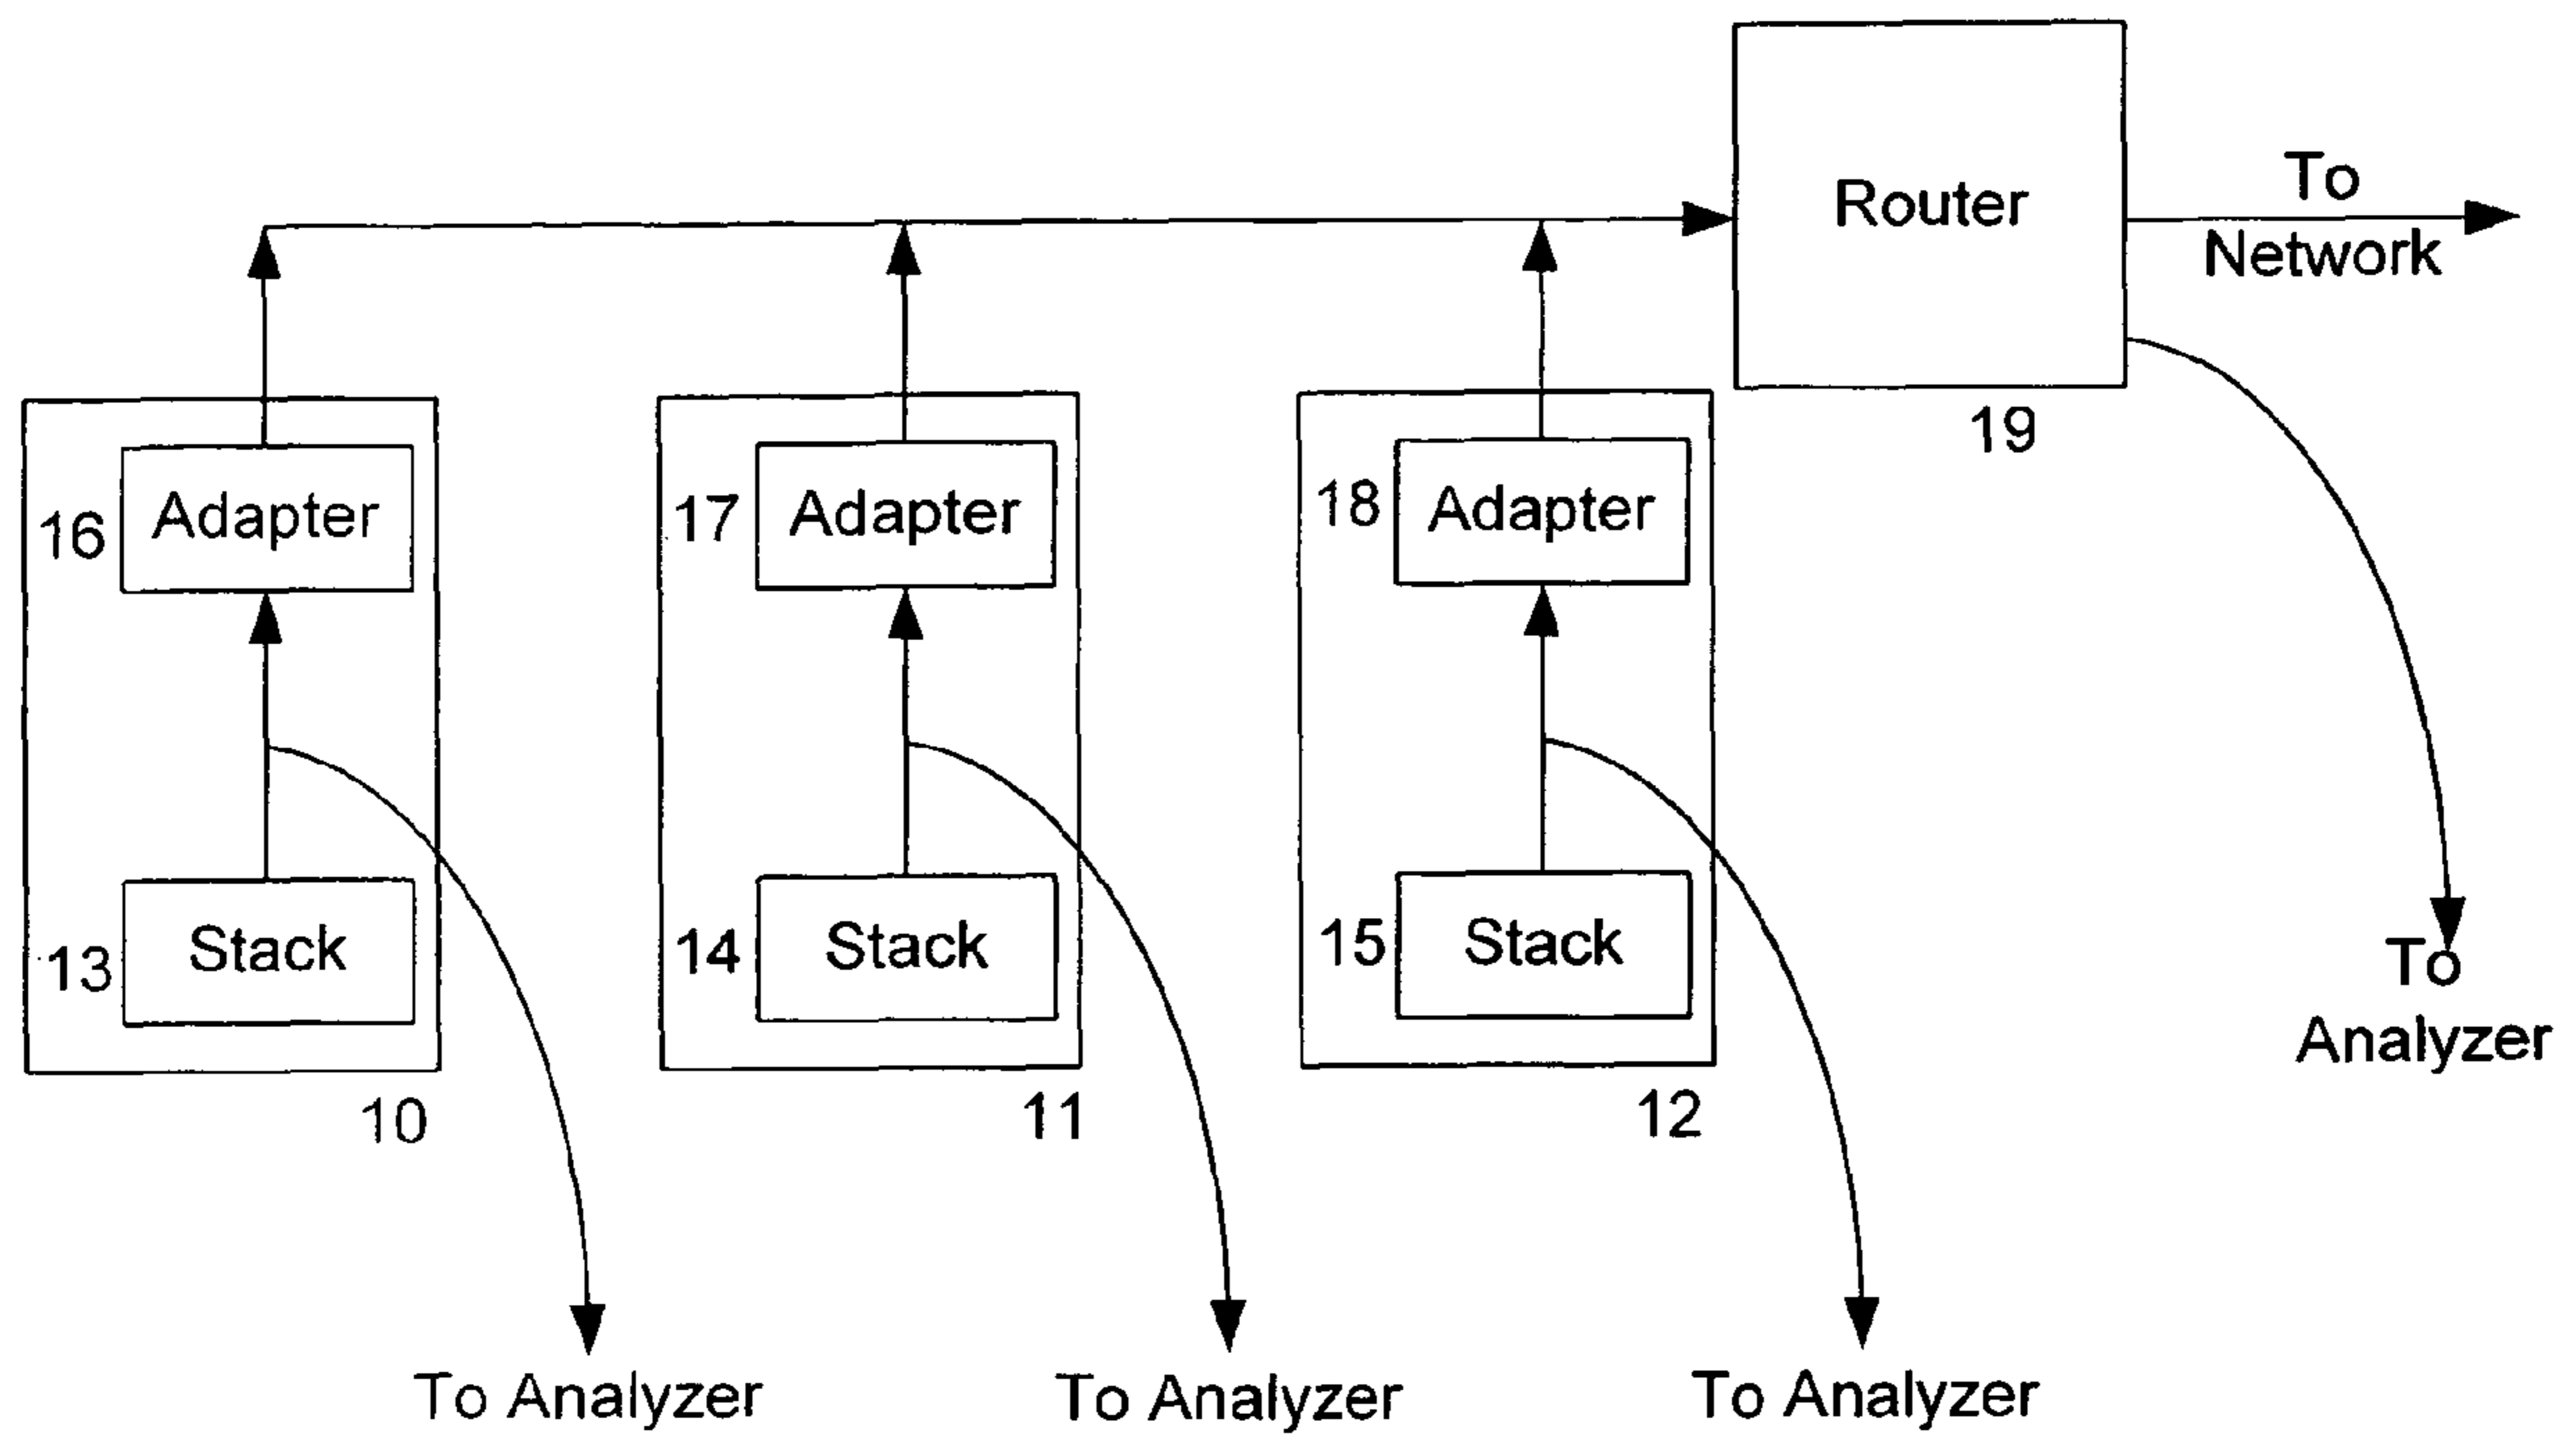 To
Router
Network
19
16 Adapter
17 Adapter
18 Adapter
13 Stack
14 Stack
15 Stack
To
Analyzer
10
11
12
To Analyzer
To Analyzer
To Analyzer